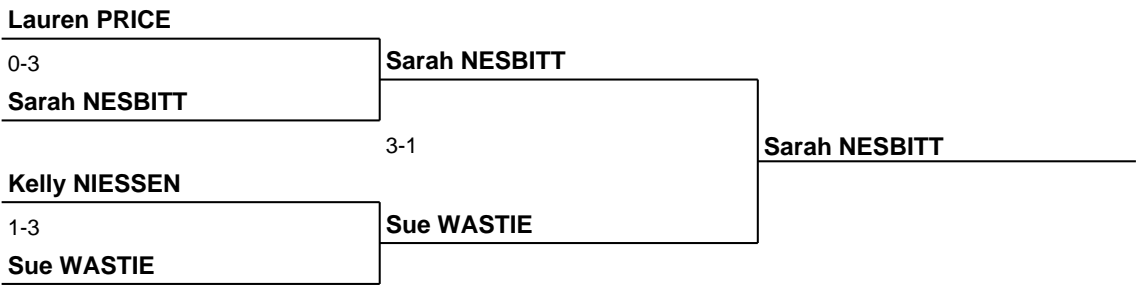 Lauren PRICE
0-3
Sarah NESBITT
Sarah NESBITT
3-1
Sarah NESBITT
Kelly NIESSEN
1-3
Sue WASTIE
Sue WASTIE